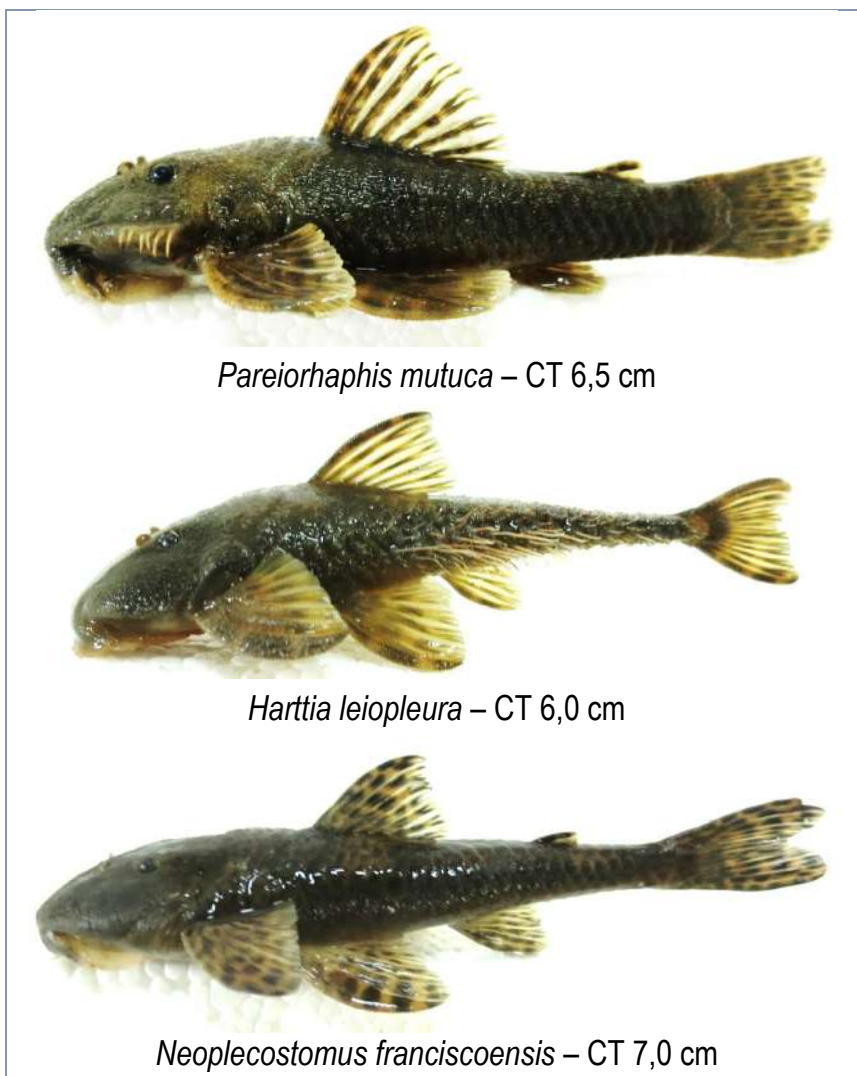 Pareiorhaphis mutuca – CT 6,5 cm
Harttia leiopleura – CT 6,0 cm
Neoplecostomus franciscoensis – CT 7,0 cm